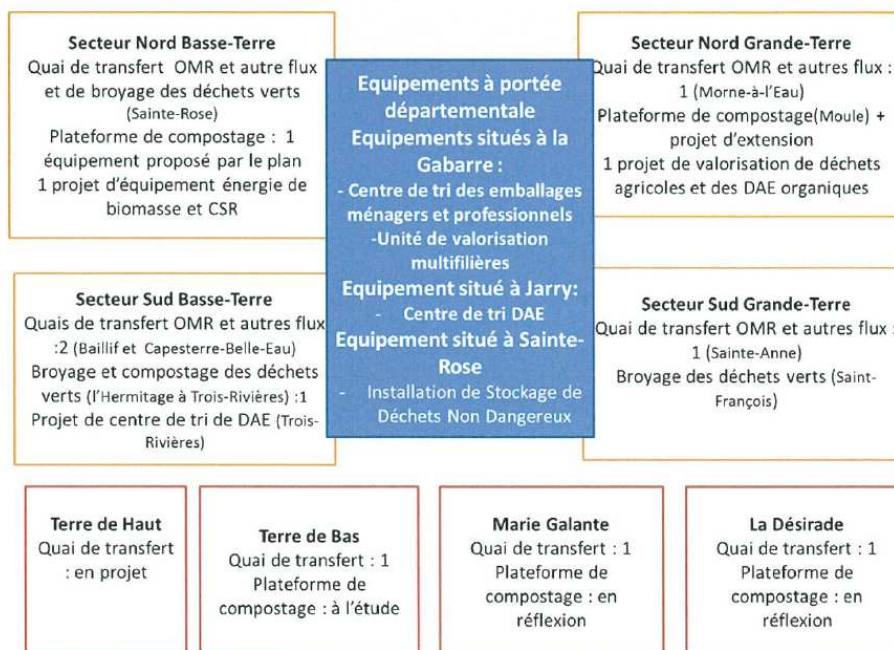 Secteur Nord Basse-Terre
Quai de transfert OMR et autre flux
et de broyage des déchets verts
(Sainte-Rose)
Plateforme de compostage : 1
équipement proposé par le plan
1 projet d'équipement énergie de
biomasse et CSR
Equipements à portée
départementale
Equipements situés à la
Gabarre :
- Centre de tri des emballages
ménagers et professionnels
-Unité de valorisation
multifilières
Equipement situé à Jarry:
- Centre de tri DAE
Equipement situé à Sainte-
Rose
- Installation de Stockage de
Déchets Non Dangereux
Secteur Nord Grande-Terre
Quai de transfert OMR et autres flux :
1 (Morne-à-l'Eau)
Plateforme de compostage(Moule) +
projet d'extension
1 projet de valorisation de déchets
agricoles et des DAE organiques
Secteur Sud Basse-Terre
Quais de transfert OMR et autres flux
:2 (Baillif et Capesterre-Belle-Eau)
Broyage et compostage des déchets
verts (l'Hermitage à Trois-Rivières) :1
Projet de centre de tri de DAE (Trois-
Rivières)
Secteur Sud Grande-Terre
Quai de transfert OMR et autres flux :
1 (Sainte-Anne)
Broyage des déchets verts (Saint-
François)
Terre de Haut
Quai de transfert
: en projet
Terre de Bas
Quai de transfert : 1
Plateforme de
compostage : à l'étude
Marie Galante
Quai de transfert : 1
Plateforme de
compostage : en
réflexion
La Désirade
Quai de transfert : 1
Plateforme de
compostage : en
réflexion